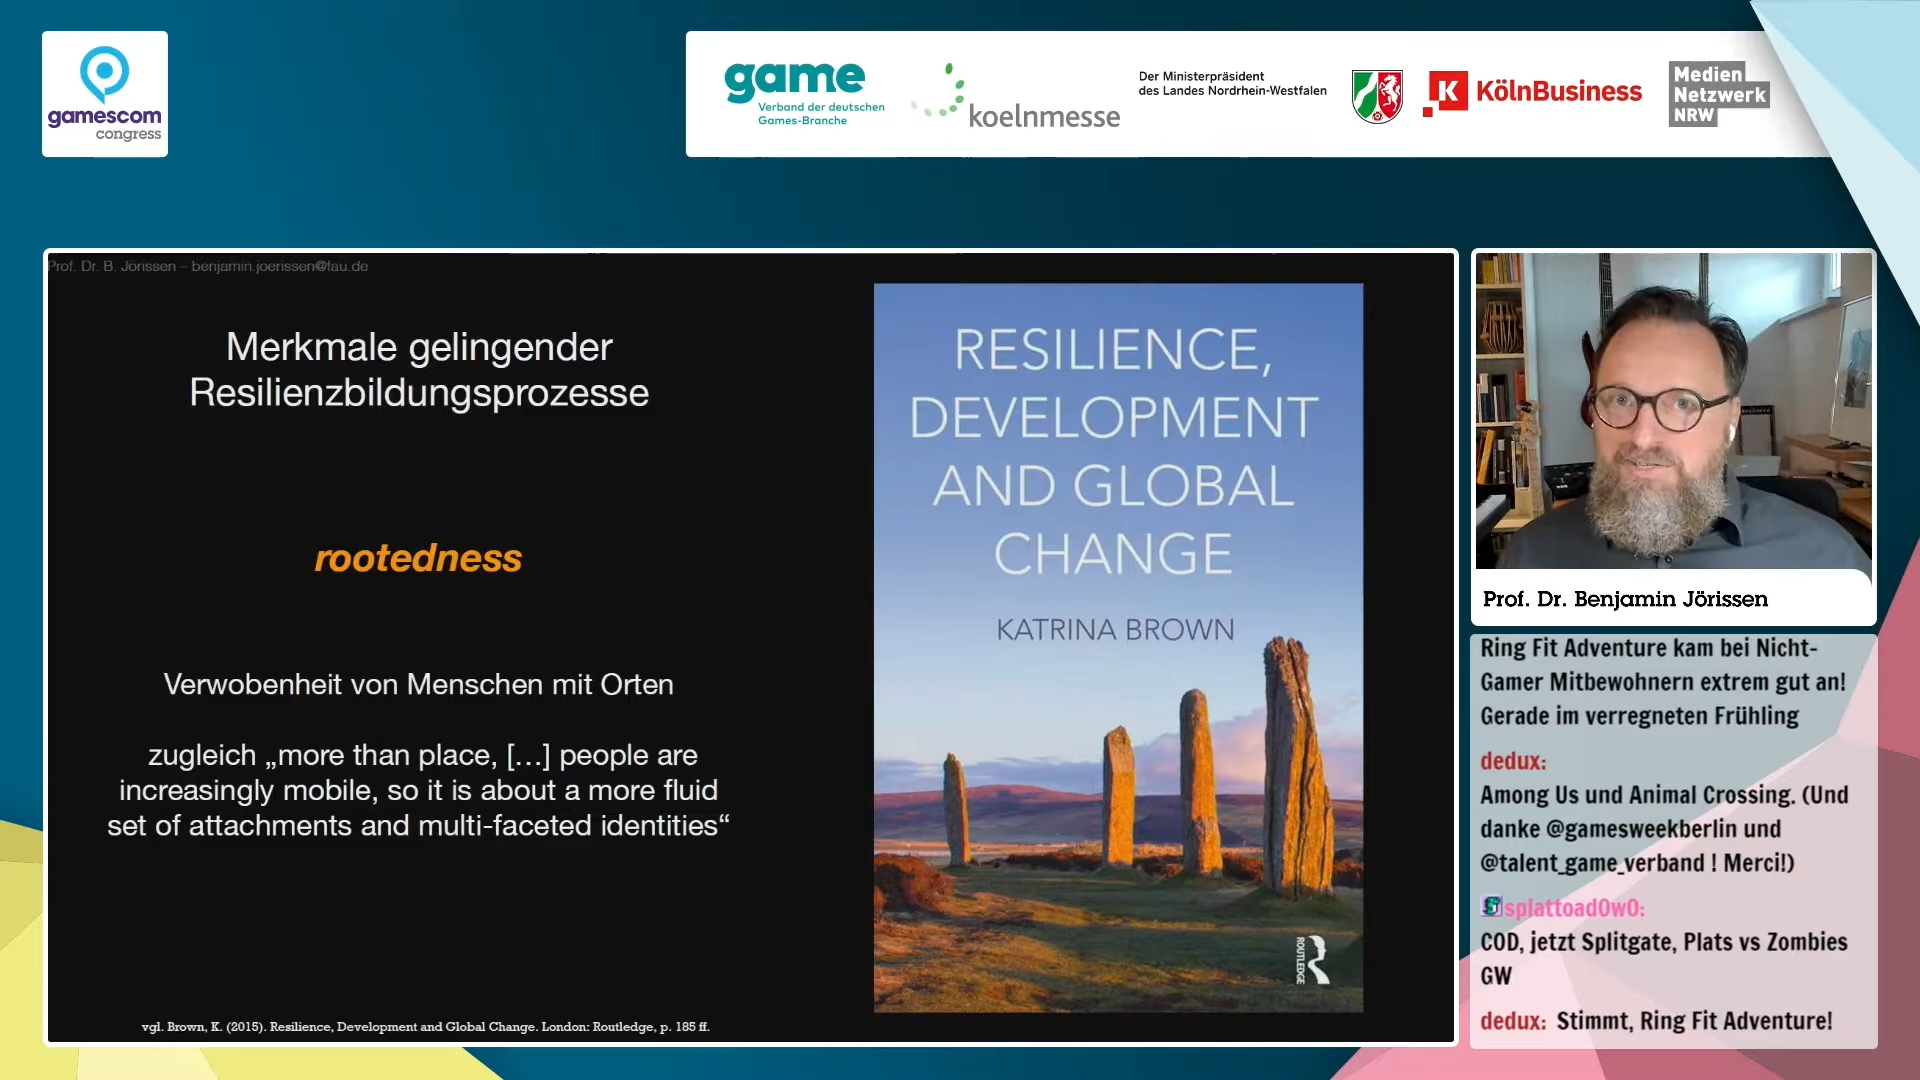 gamescom
congress
game
Verband der deutschen
Games-Branche
koelnmesse
Der Ministerpräsident
des Landes Nordrhein-Westfalen
K KölnBusiness
Medien
Netzwerk
NRW
Prof. Dr. B. Jörissen – benjamin.joerissen@fau.de
Merkmale gelingender
Resilienzbildungsprozesse
rootedness
Verwobenheit von Menschen mit Orten
zugleich „more than place, […] people are
increasingly mobile, so it is about a more fluid
set of attachments and multi-faceted identities“
vgl. Brown, K. (2015). Resilience, Development and Global Change. London: Routledge, p. 185 ff.
RESILIENCE,
DEVELOPMENT
AND GLOBAL
CHANGE
KATRINA BROWN
ROUTLEDGE
Prof. Dr. Benjamin Jörissen
Ring Fit Adventure kam bei Nicht-
Gamer Mitbewohnern extrem gut an!
Gerade im verregneten Frühling
dedux:
Among Us und Animal Crossing. (Und
danke @gamesweekberlin und
@talent_game_verband ! Merci!)
splattoad0w0:
COD, jetzt Splitgate, Plats vs Zombies
GW
dedux: Stimmt, Ring Fit Adventure!